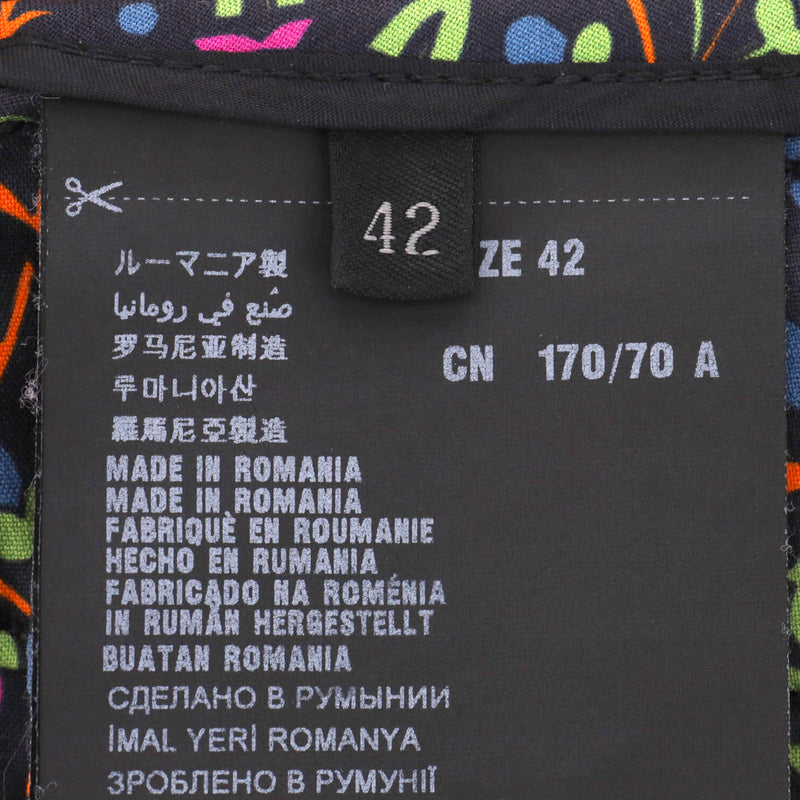 42
ZE 42
CN 170/70 A
ルーマニア製
صنع في رومانيا
罗马尼亚制造
루마니아산
羅馬尼亞製造
MADE IN ROMANIA
MADE IN ROMANIA
FABRIQUÈ EN ROUMANIE
HECHO EN RUMANIA
FABRICADO NA ROMÉNIA
IN RUMÄN HERGESTELLT
BUATAN ROMANIA
СДЕЛАНО В РУМЫНИИ
İMAL YERİ ROMANYA
ЗРОБЛЕНО В РУМУНІЇ